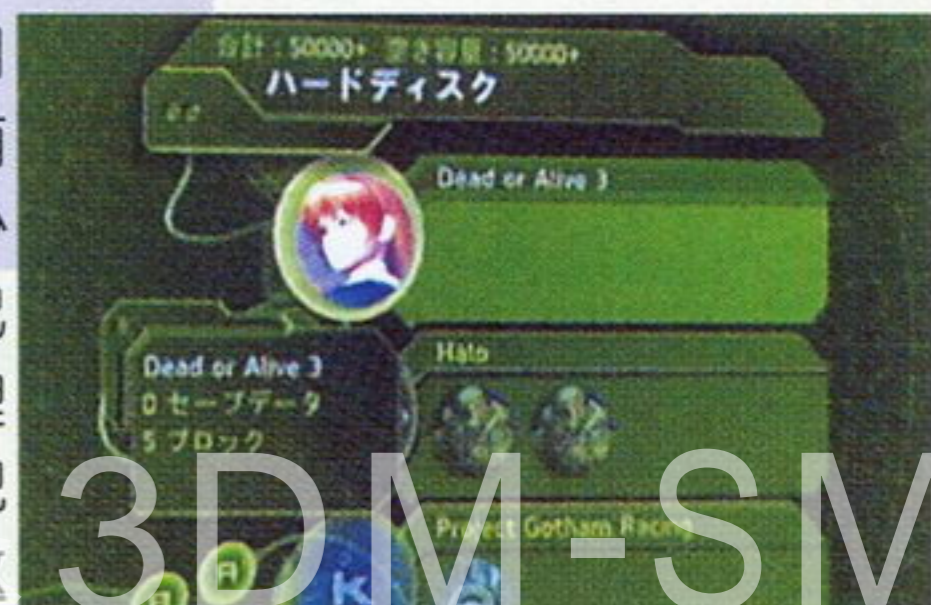 合計：50000+ 空き容量：50000+
ハードディスク
Dead or Alive 3
Dead or Alive 3
0 セーブデータ
5 ブロック
Halo
Project Gotham Racing
K
3DM-SM